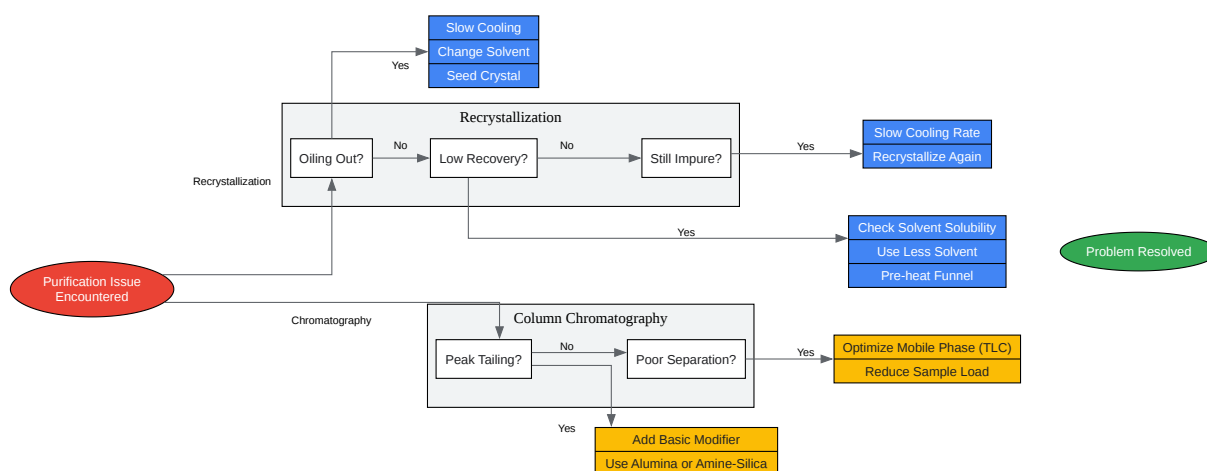 Slow Cooling
Change Solvent
Seed Crystal
Yes
Recrystallization
Oiling Out?
No
Low Recovery?
No
Still Impure?
Yes
Slow Cooling Rate
Recrystallize Again
Recrystallization
Yes
Check Solvent Solubility
Use Less Solvent
Pre-heat Funnel
Problem Resolved
Purification Issue
Encountered
Chromatography
Column Chromatography
Peak Tailing?
No
Poor Separation?
Yes
Optimize Mobile Phase (TLC)
Reduce Sample Load
Yes
Add Basic Modifier
Use Alumina or Amine-Silica